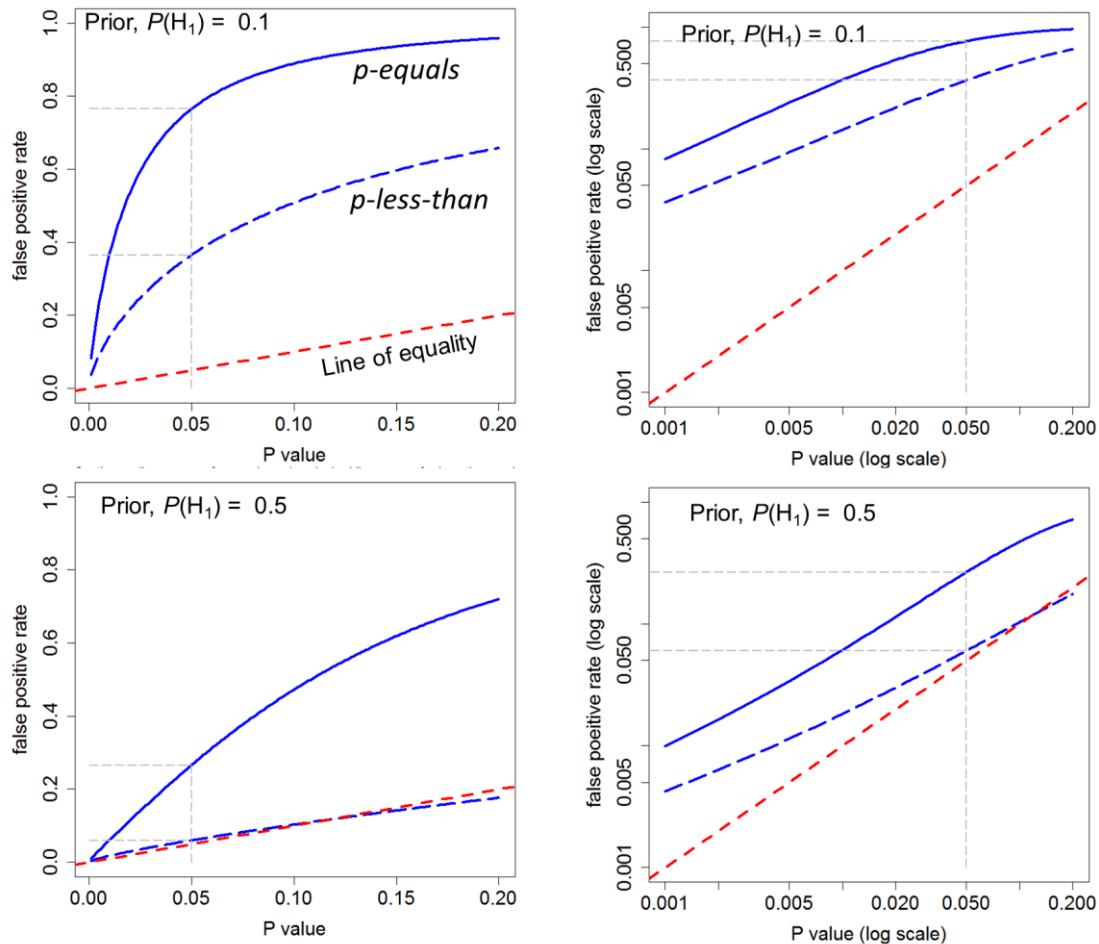 Prior, P(H1) = 0.1
p-equals
p-less-than
Line of equality
false positive rate
0.0 0.2 0.4 0.6 0.8 1.0
0.00 0.05 0.10 0.15 0.20
P value
Prior, P(H1) = 0.1
false poeitive rate (log scale)
0.001 0.005 0.050 0.500
0.001 0.005 0.020 0.050 0.200
P value (log scale)
Prior, P(H1) = 0.5
false positive rate
0.0 0.2 0.4 0.6 0.8 1.0
0.00 0.05 0.10 0.15 0.20
P value
Prior, P(H1) = 0.5
false poeitive rate (log scale)
0.001 0.005 0.050 0.500
0.001 0.005 0.020 0.050 0.200
P value (log scale)